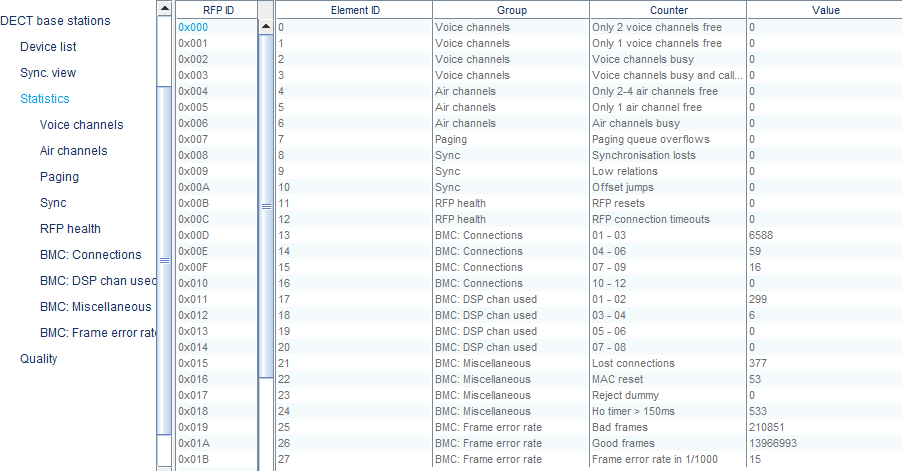 DECT base stations
Device list
Sync. view
Statistics
Voice channels
Air channels
Paging
Sync
RFP health
BMC: Connections
BMC: DSP chan used
BMC: Miscellaneous
BMC: Frame error rate
Quality
RFP ID Element ID Group Counter Value
0x000 0 Voice channels Only 2 voice channels free 0
0x001 1 Voice channels Only 1 voice channels free 0
0x002 2 Voice channels Voice channels busy 0
0x003 3 Voice channels Voice channels busy and call... 0
0x004 4 Air channels Only 2-4 air channels free 0
0x005 5 Air channels Only 1 air channel free 0
0x006 6 Air channels Air channels busy 0
0x007 7 Paging Paging queue overflows 0
0x008 8 Sync Synchronisation losts 0
0x009 9 Sync Low relations 0
0x00A 10 Sync Offset jumps 0
0x00B 11 RFP health RFP resets 0
0x00C 12 RFP health RFP connection timeouts 0
0x00D 13 BMC: Connections 01 - 03 6588
0x00E 14 BMC: Connections 04 - 06 59
0x00F 15 BMC: Connections 07 - 09 16
0x010 16 BMC: Connections 10 - 12 0
0x011 17 BMC: DSP chan used 01 - 02 299
0x012 18 BMC: DSP chan used 03 - 04 6
0x013 19 BMC: DSP chan used 05 - 06 0
0x014 20 BMC: DSP chan used 07 - 08 0
0x015 21 BMC: Miscellaneous Lost connections 377
0x016 22 BMC: Miscellaneous MAC reset 53
0x017 23 BMC: Miscellaneous Reject dummy 0
0x018 24 BMC: Miscellaneous Ho timer > 150ms 533
0x019 25 BMC: Frame error rate Bad frames 210851
0x01A 26 BMC: Frame error rate Good frames 13966993
0x01B 27 BMC: Frame error rate Frame error rate in 1/1000 15